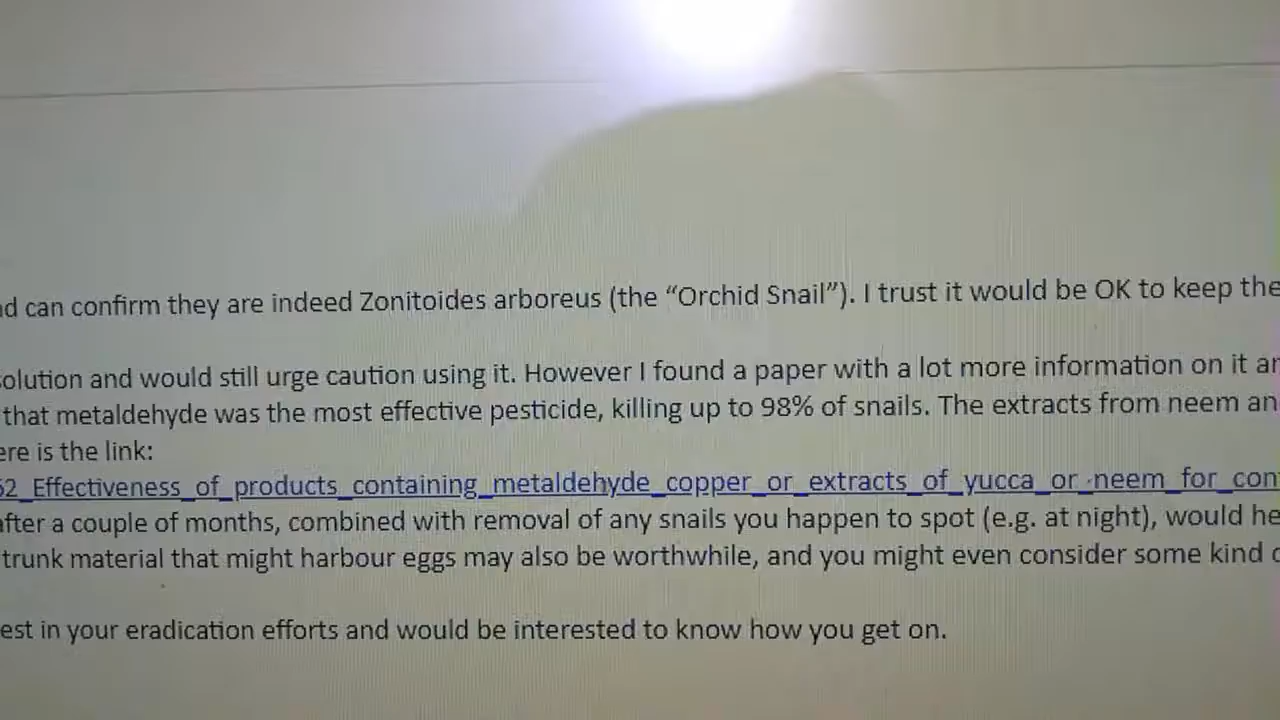 can confirm they are indeed Zonitoides arboreus (the “Orchid Snail”). I trust it would be OK to keep the
olution and would still urge caution using it. However I found a paper with a lot more information on it ar
that metaldehyde was the most effective pesticide, killing up to 98% of snails. The extracts from neem an
ere is the link:
62_Effectiveness_of_products_containing_metaldehyde_copper_or_extracts_of_yucca_or_neem_for_con
after a couple of months, combined with removal of any snails you happen to spot (e.g. at night), would he
trunk material that might harbour eggs may also be worthwhile, and you might even consider some kind
est in your eradication efforts and would be interested to know how you get on.